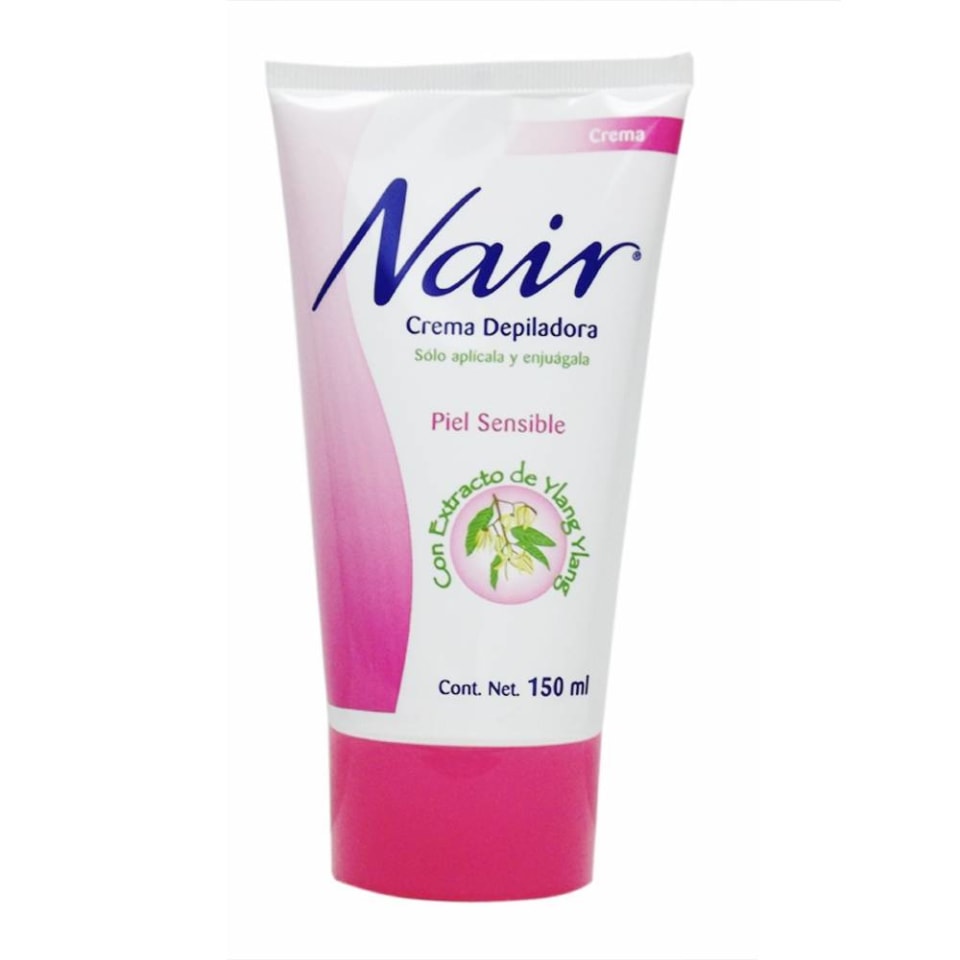 Crema
Nair®
Crema Depiladora
Sólo aplícala y enjuágala
Piel Sensible
Con Extracto de Ylang Ylang
Cont. Net. 150 ml